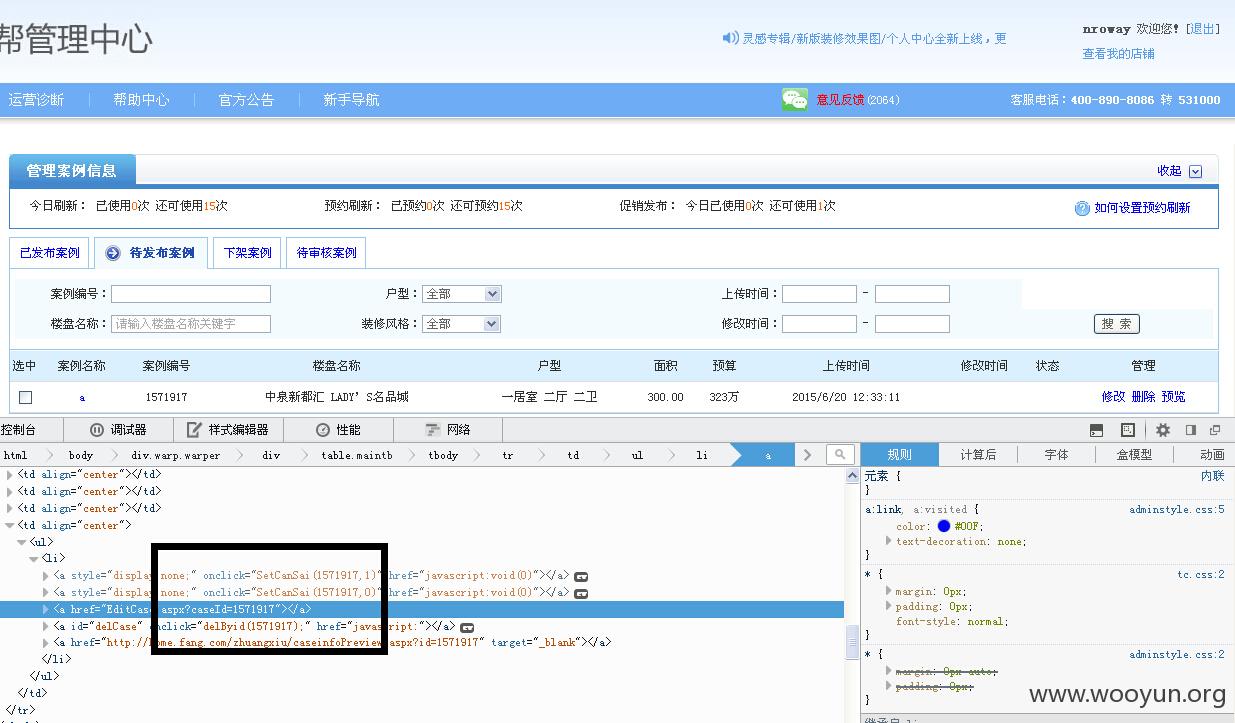 帮管理中心
灵感专辑/新版装修效果图/个人中心全新上线，更
nroway 欢迎您! [退出]
查看我的店铺
运营诊断 帮助中心 官方公告 新手导航 意见反馈(2064) 客服电话：400-890-8086 转 531000
管理案例信息 收起
今日刷新： 已使用0次 还可使用15次 预约刷新： 已预约0次 还可预约15次 促销发布： 今日已使用0次 还可使用1次 如何设置预约刷新
已发布案例 待发布案例 下架案例 待审核案例
案例编号： 户型： 全部 上传时间： -
楼盘名称： 请输入楼盘名称关键字 装修风格： 全部 修改时间： - 搜 索
选中 案例名称 案例编号 楼盘名称 户型 面积 预算 上传时间 修改时间 状态 管理
a 1571917 中泉新都汇 LADY’S名品城 一居室 二厅 二卫 300.00 323万 2015/6/20 12:33:11 修改 删除 预览
控制台 调试器 样式编辑器 性能 网络
html body div.warp.warper div table.maintb tbody tr td ul li a 规则 计算后 字体 盒模型 动画
<td align="center"></td>
<td align="center"></td>
<td align="center"></td>
<td align="center">
<ul>
<li>
<a style="display:none;" onclick="SetCanSai(1571917,1)" href="javascript:void(0)"></a>
<a style="display:none;" onclick="SetCanSai(1571917,0)" href="javascript:void(0)"></a>
<a href="EditCase.aspx?caseId=1571917"></a>
<a id="delCase" onclick="delByid(1571917);" href="javascript:"></a>
<a href="http://home.fang.com/zhuangxiu/caseinfoPreview.aspx?id=1571917" target="_blank"></a>
</li>
</ul>
</td>
</tr>
元素 { 内联
}
a:link, a:visited { adminstyle.css:5
color: #00F;
text-decoration: none;
}
* { tc.css:2
margin: 0px;
padding: 0px;
font-style: normal;
}
* { adminstyle.css:2
margin: 0px auto;
padding: 0px;
}
www.wooyun.org